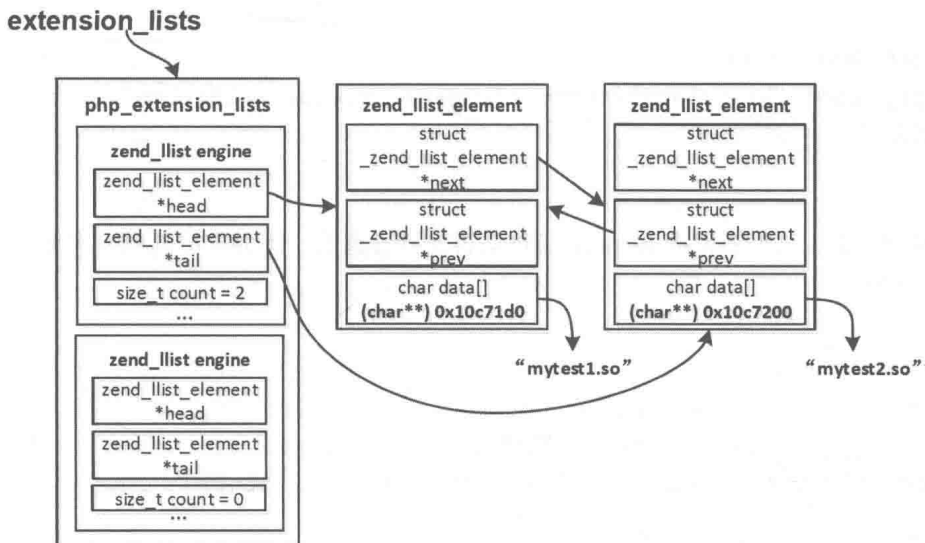 extension_lists
php_extension_lists
zend_llist engine
zend_llist_element
*head
zend_llist_element
*tail
size_t count = 2
...
zend_llist engine
zend_llist_element
*head
zend_llist_element
*tail
size_t count = 0
...
zend_llist_element
struct
_zend_llist_element
*next
struct
_zend_llist_element
*prev
char data[]
(char**) 0x10c71d0
“mytest1.so”
zend_llist_element
struct
_zend_llist_element
*next
struct
_zend_llist_element
*prev
char data[]
(char**) 0x10c7200
“mytest2.so”